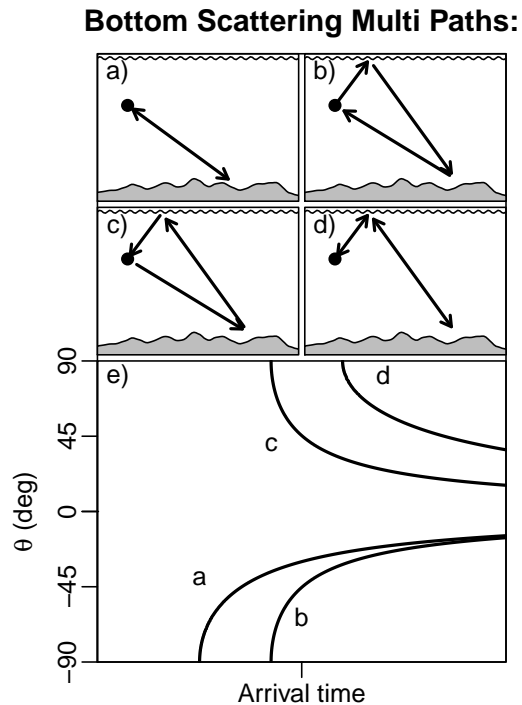 Bottom Scattering Multi Paths:
a)
b)
c)
d)
e)
90
45
0
−45
−90
θ (deg)
d
c
a
b
Arrival time